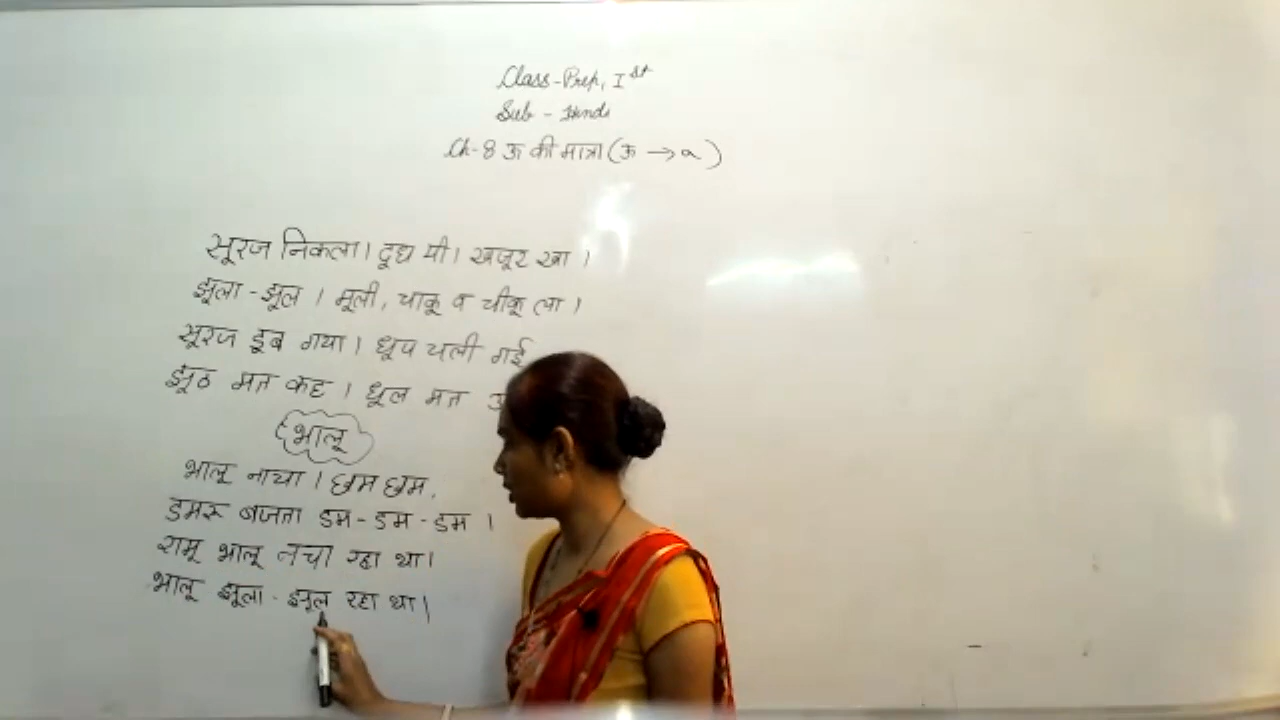 Class-Prep, Ist
Sub - Hindi
Ch-8 ऊ की मात्रा (ऊ → ू)
सूरज निकला। दूध पी। खजूर खा।
झूला-झूल। मूली, चाकू व चीकू ला।
सूरज डूब गया। धूप चली गई
झूठ मत कह। धूल मत
भालू
भालू नाचा। छम छम,
डमरू बजता डम-डम-डम।
रामू भालू नचा रहा था।
भालू झूला-झूल रहा था।